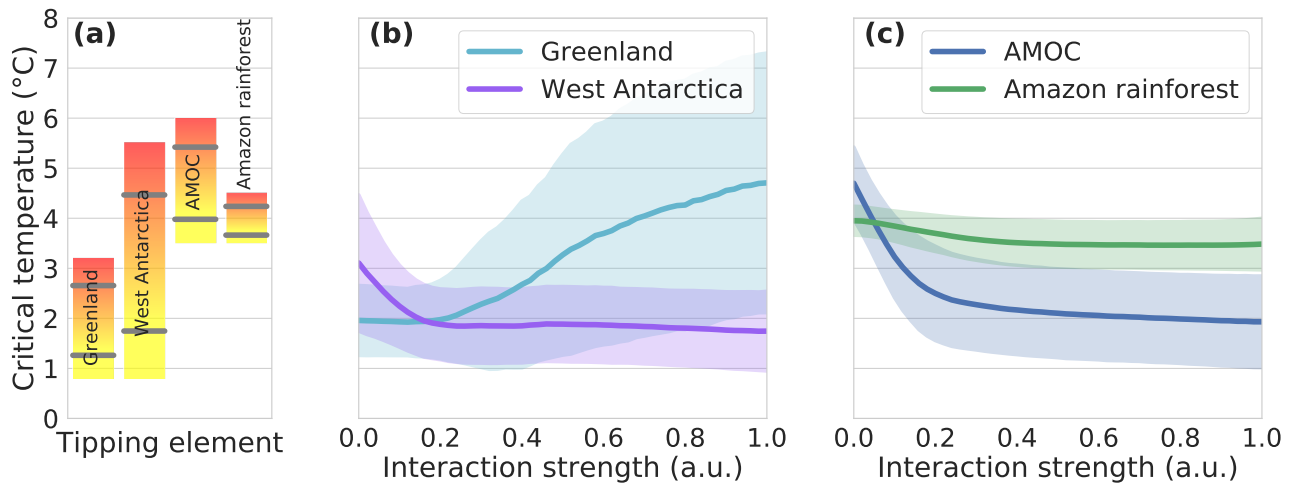 (a)
(b)
(c)
8
7
6
5
4
3
2
1
0
Critical temperature (°C)
Greenland
West Antarctica
AMOC
Amazon rainforest
Tipping element
Greenland
West Antarctica
0.0 0.2 0.4 0.6 0.8 1.0
Interaction strength (a.u.)
AMOC
Amazon rainforest
0.0 0.2 0.4 0.6 0.8 1.0
Interaction strength (a.u.)